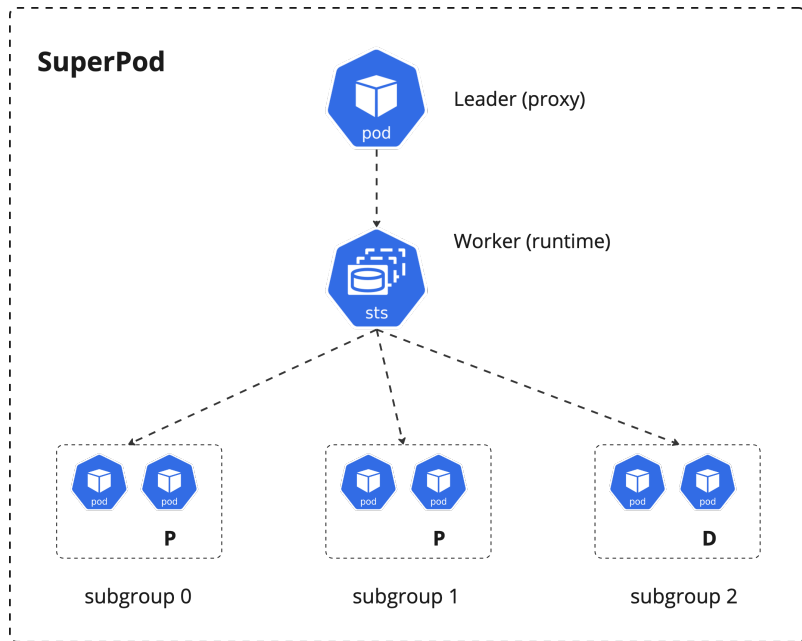 SuperPod
pod
Leader (proxy)
Worker (runtime)
sts
pod pod
P
pod pod
P
pod pod
D
subgroup 0
subgroup 1
subgroup 2